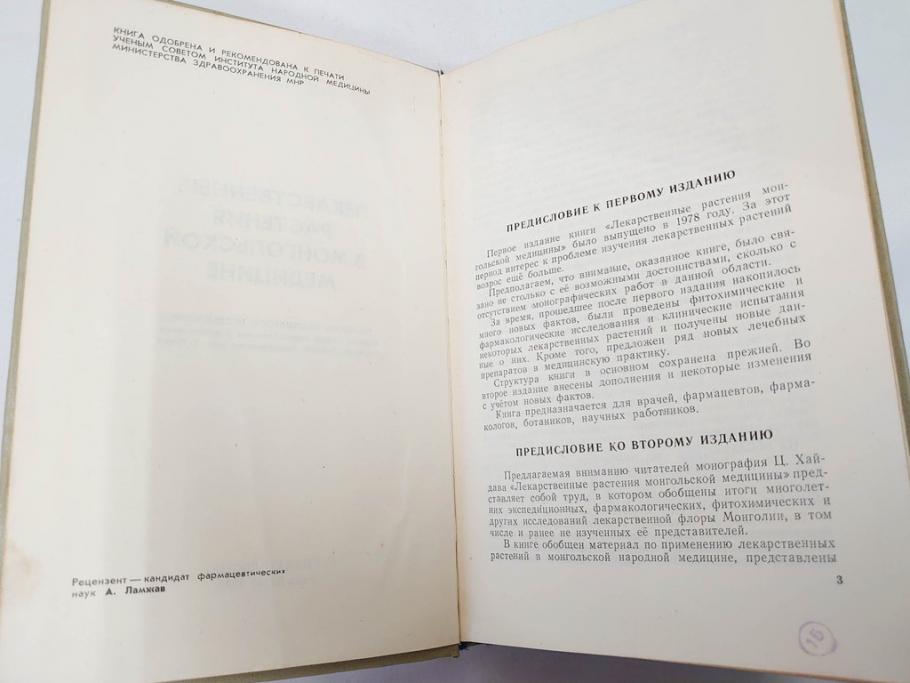 КНИГА ОДОБРЕНА И РЕКОМЕНДОВАНА К ПЕЧАТИ
УЧЕНЫМ СОВЕТОМ ИНСТИТУТА НАРОДНОЙ МЕДИЦИНЫ
МИНИСТЕРСТВА ЗДРАВООХРАНЕНИЯ МНР
Рецензент — кандидат фармацевтических
наук А. Ламжав
ПРЕДИСЛОВИЕ К ПЕРВОМУ ИЗДАНИЮ
Первое издание книги «Лекарственные растения мон-
гольской медицины» было выпущено в 1978 году. За этот
период интерес к проблеме изучения лекарственных растений
возрос ещё больше.
Предполагаем, что внимание, оказанное книге, было свя-
зано не только с её возможными достоинствами, сколько с
отсутствием монографических работ в данной области.
За время, прошедшее после первого издания накопилось
много новых фактов, были проведены фитохимические и
фармакологические исследования и клинические испытания
некоторых лекарственных растений и получены новые дан-
ные о них. Кроме того, предложен ряд новых лечебных
препаратов в медицинскую практику.
Структура книги в основном сохранена прежней. Во
второе издание внесены дополнения и некоторые изменения
с учётом новых фактов.
Книга предназначается для врачей, фармацевтов, фарма-
кологов, ботаников, научных работников.
ПРЕДИСЛОВИЕ КО ВТОРОМУ ИЗДАНИЮ
Предлагаемая вниманию читателей монография Ц. Хай-
дава «Лекарственные растения монгольской медицины» пред-
ставляет собой труд, в котором обобщены итоги многолет-
них экспедиционных, фармакологических, фитохимических и
других исследований лекарственной флоры Монголии, в том
числе и ранее не изученных её представителей.
В книге обобщен материал по применению лекарственных
растений в монгольской народной медицине, представлены
3
15